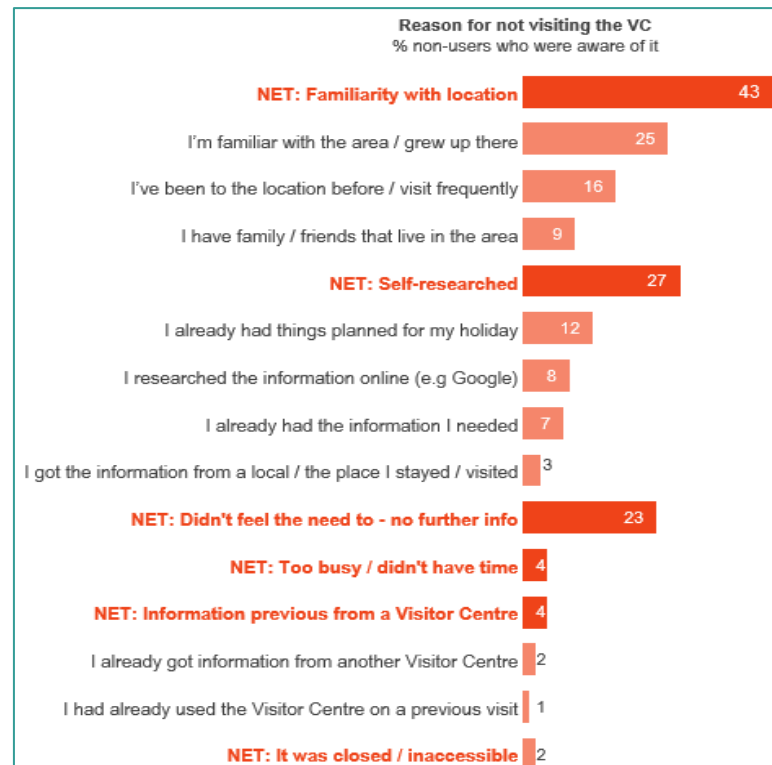 Reason for not visiting the VC
% non-users who were aware of it
NET: Familiarity with location 43
I'm familiar with the area / grew up there 25
I've been to the location before / visit frequently 16
I have family / friends that live in the area 9
NET: Self-researched 27
I already had things planned for my holiday 12
I researched the information online (e.g Google) 8
I already had the information I needed 7
I got the information from a local / the place I stayed / visited 3
NET: Didn't feel the need to - no further info 23
NET: Too busy / didn't have time 4
NET: Information previous from a Visitor Centre 4
I already got information from another Visitor Centre 2
I had already used the Visitor Centre on a previous visit 1
NET: It was closed / inaccessible 2